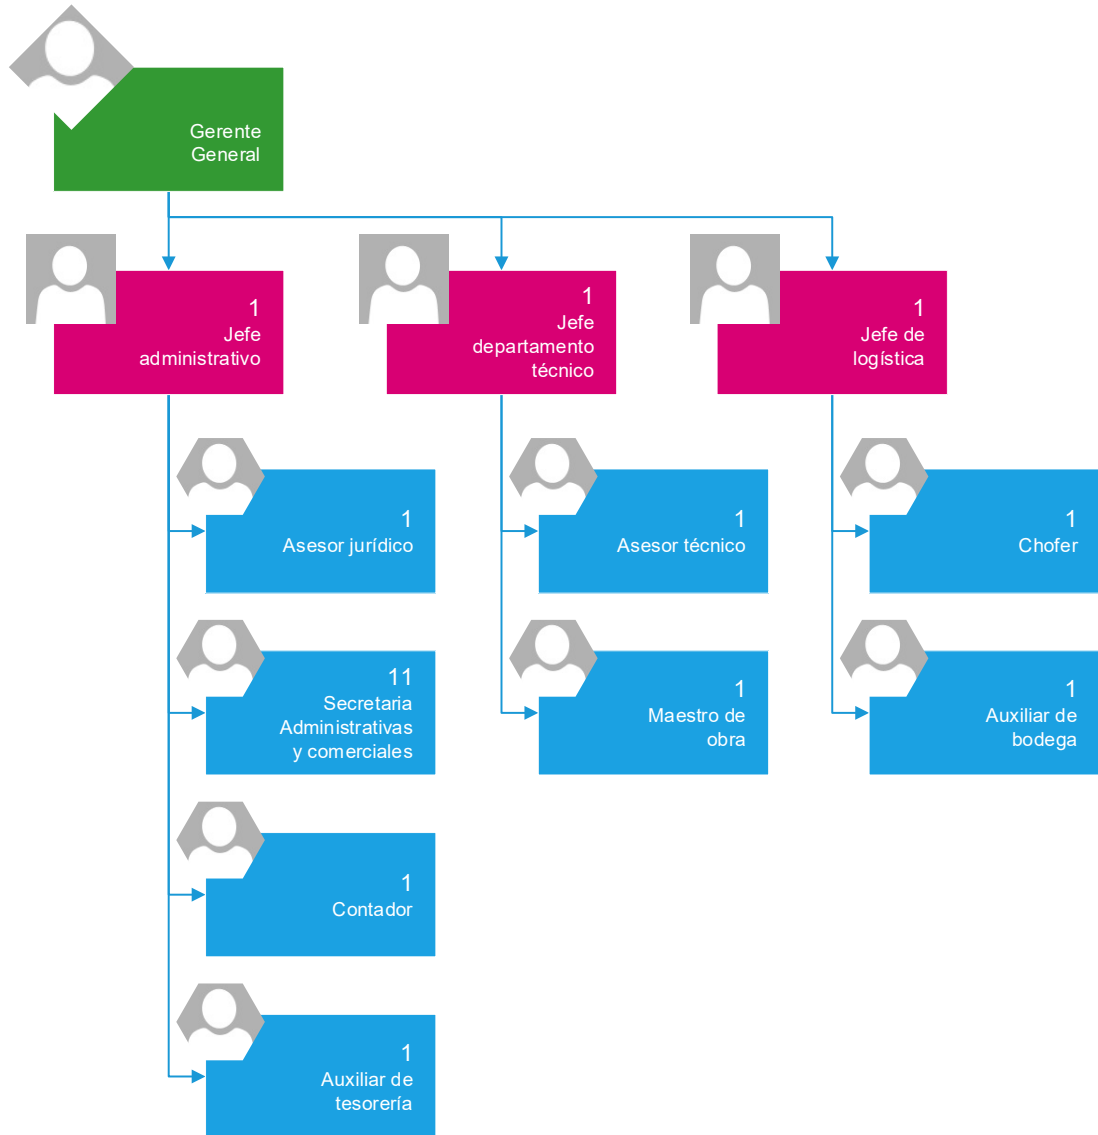 Gerente
General
1
Jefe
administrativo
1
Jefe
departamento
técnico
1
Jefe de
logística
1
Asesor jurídico
1
Asesor técnico
1
Chofer
11
Secretaria
Administrativas
y comerciales
1
Maestro de
obra
1
Auxiliar de
bodega
1
Contador
1
Auxiliar de
tesorería